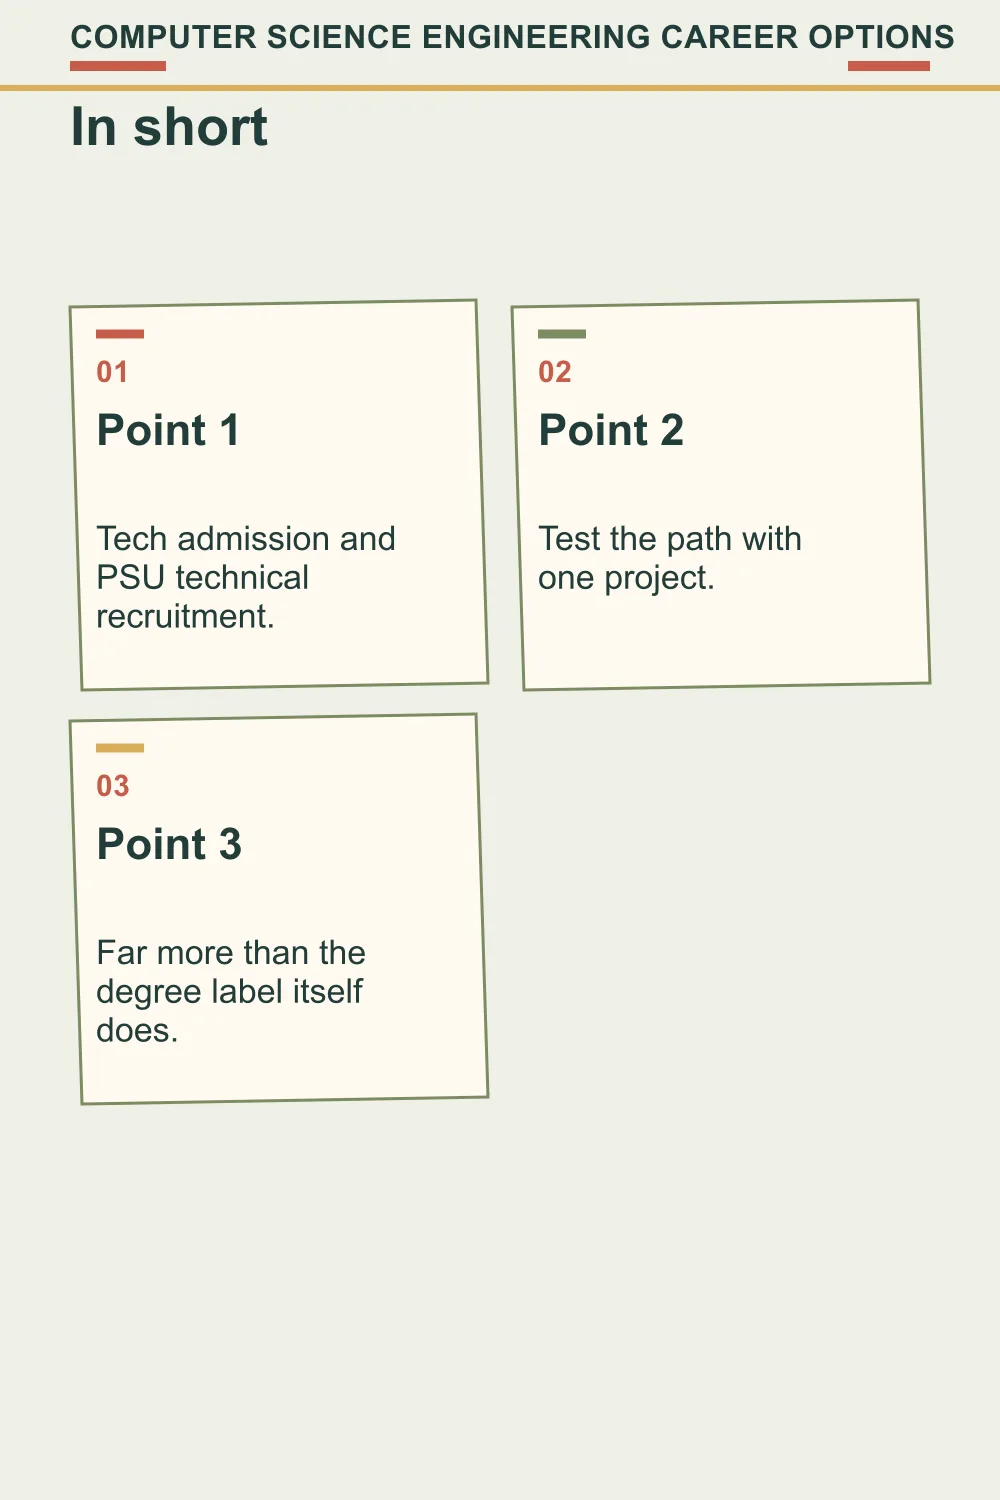 COMPUTER SCIENCE ENGINEERING CAREER OPTIONS
In short
01
Point 1
Tech admission and
PSU technical
recruitment.
02
Point 2
Test the path with
one project.
03
Point 3
Far more than the
degree label itself
does.